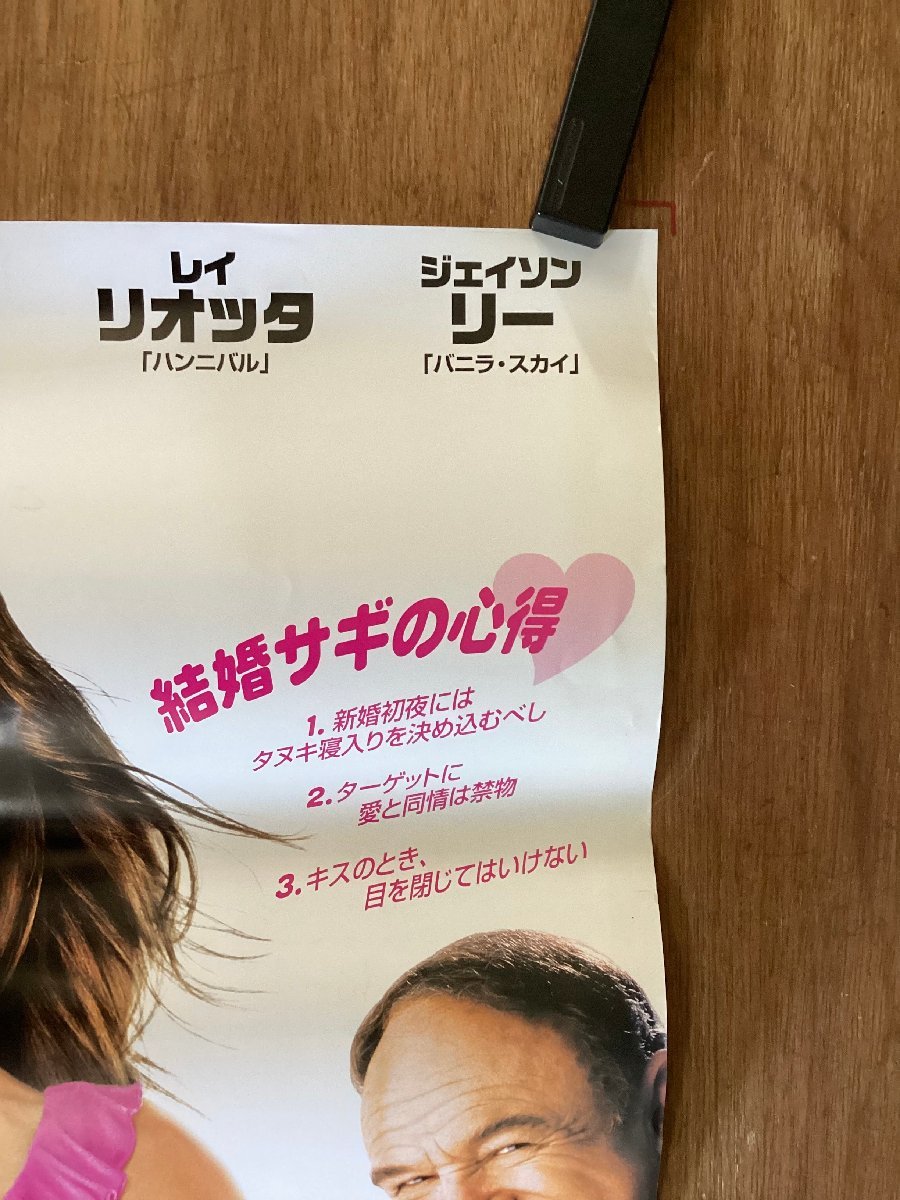 レイ
リオッタ
「ハンニバル」
ジェイソン
リー
「バニラ・スカイ」
結婚サギの心得
1. 新婚初夜には
タヌキ寝入りを決め込むべし
2. ターゲットに
愛と同情は禁物
3. キスのとき、
目を閉じてはいけない